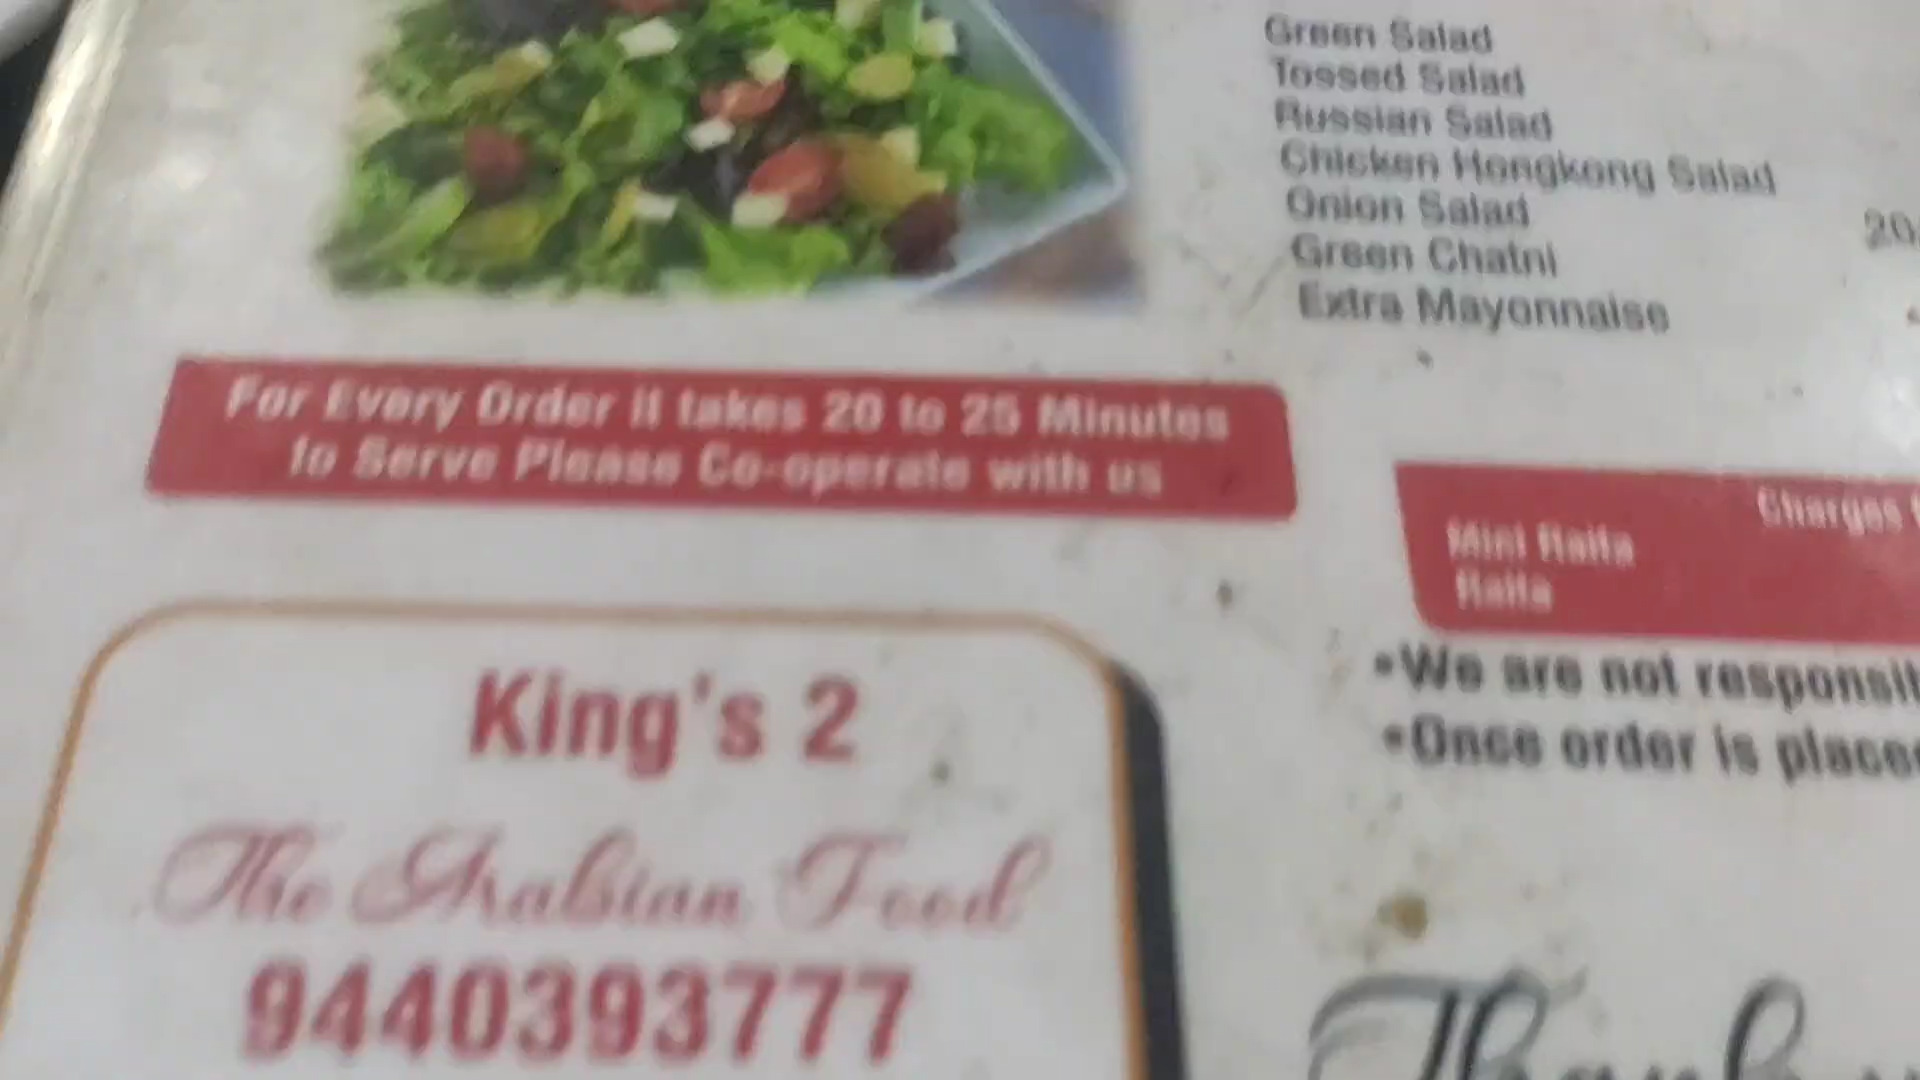 Green Salad
Tossed Salad
Russian Salad
Chicken Hongkong Salad
Onion Salad
Green Chatni
Extra Mayonnaise
For Every Order it takes 20 to 25 Minutes
to Serve Please Co-operate with us
Charges
Mini Raita
Raita
•We are not
•Once order is
King's 2
The Arabian Food
9440393777